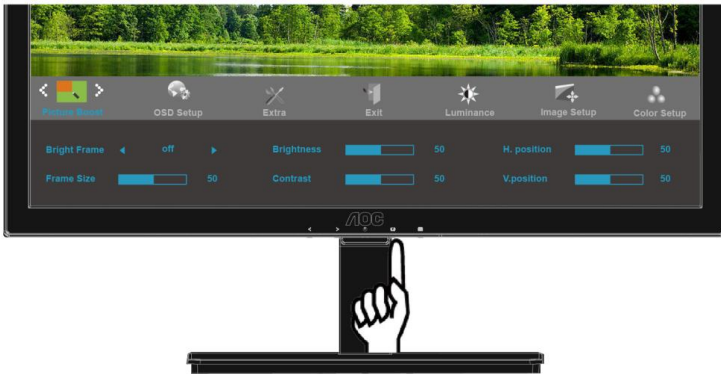 Picture Boost
OSD Setup
Extra
Exit
Luminance
Image Setup
Color Setup
Bright Frame off Brightness 50 H. position 50
Frame Size 50 Contrast 50 V.position 50
AOC